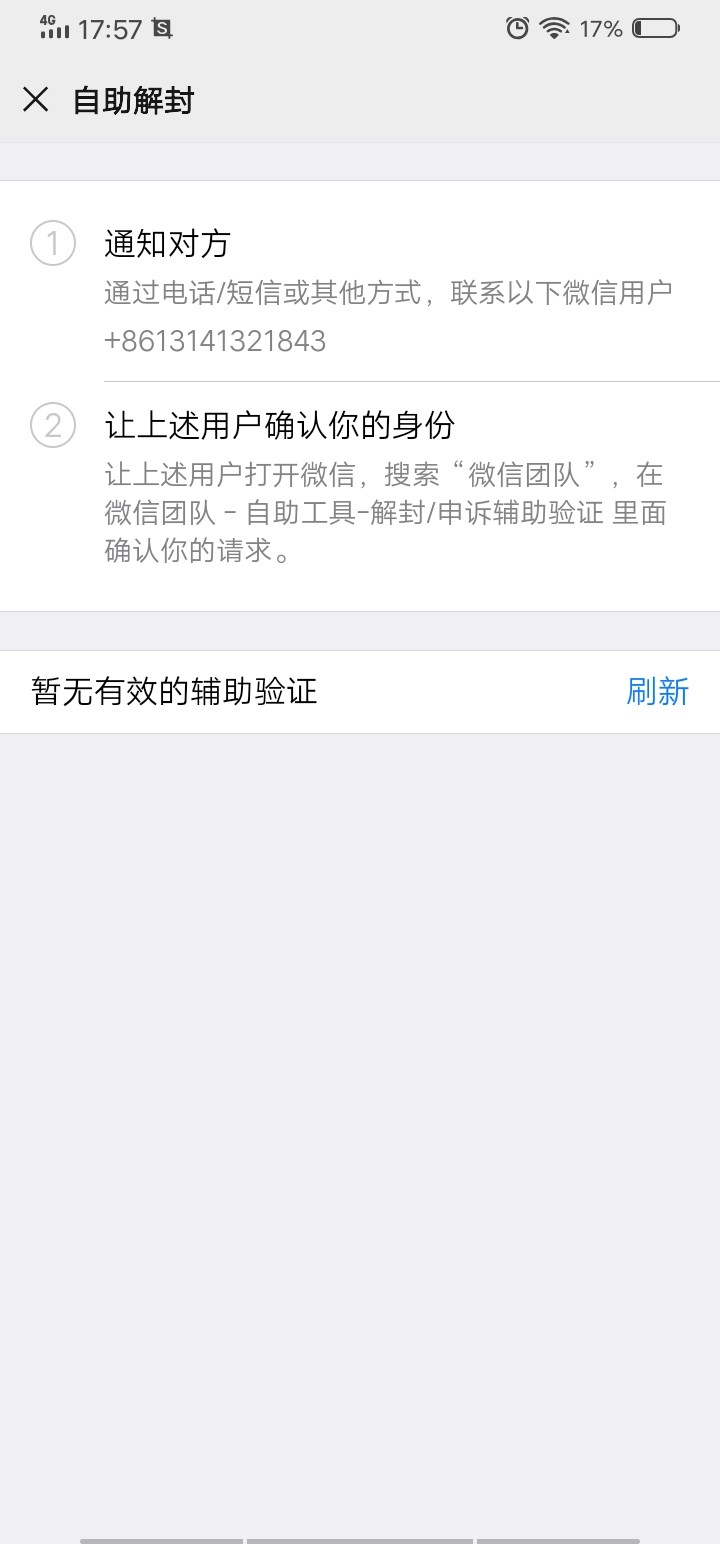 4G 17:57 17%
自助解封
1 通知对方
通过电话/短信或其他方式，联系以下微信用户
+8613141321843
2 让上述用户确认你的身份
让上述用户打开微信，搜索“微信团队”，在
微信团队 - 自助工具-解封/申诉辅助验证 里面
确认你的请求。
暂无有效的辅助验证 刷新